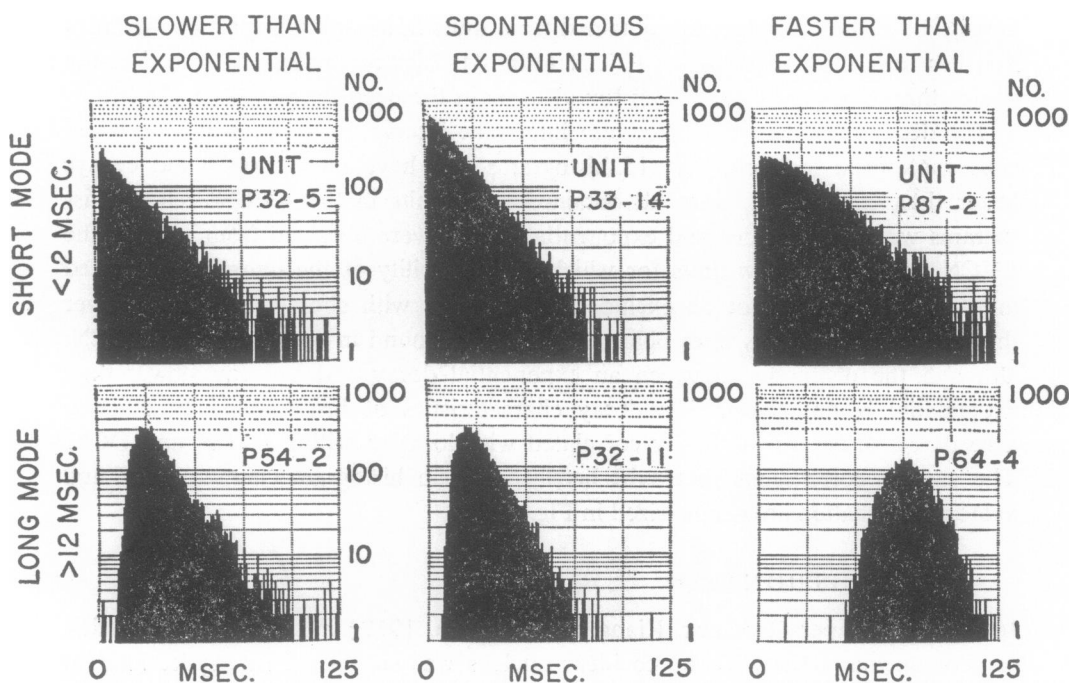 SLOWER THAN
EXPONENTIAL
SPONTANEOUS
EXPONENTIAL
FASTER THAN
EXPONENTIAL
SHORT MODE
<12 MSEC.
NO.
1000
100
10
1
UNIT
P32-5
NO.
1000
1
UNIT
P33-14
NO.
1000
1
UNIT
P87-2
LONG MODE
>12 MSEC.
1000
100
10
1
P54-2
1000
1
P32-11
1000
1
P64-4
0 MSEC. 125
0 MSEC. 125
0 MSEC. 125